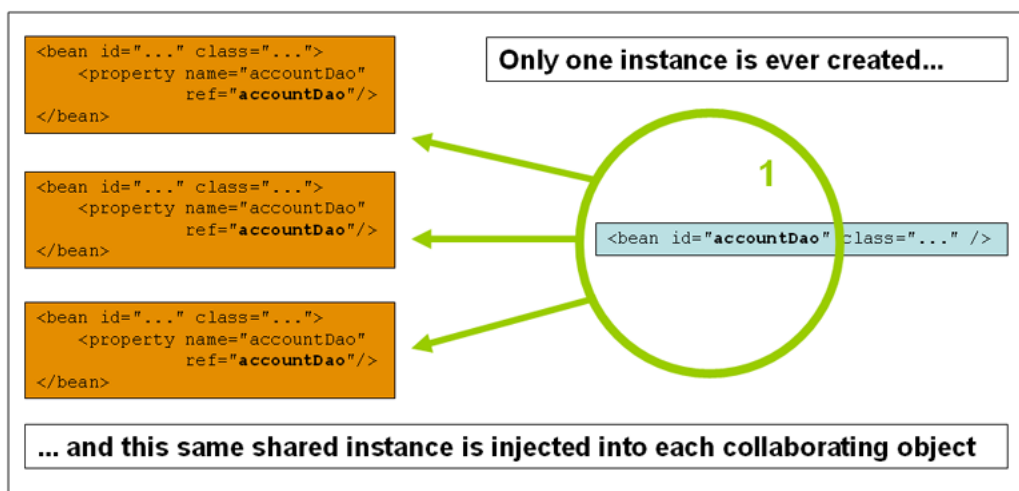 <bean id="..." class="...">
<property name="accountDao"
ref="accountDao"/>
</bean>
Only one instance is ever created...
<bean id="..." class="...">
<property name="accountDao"
ref="accountDao"/>
</bean>
1
<bean id="accountDao" class="..." />
<bean id="..." class="...">
<property name="accountDao"
ref="accountDao"/>
</bean>
... and this same shared instance is injected into each collaborating object